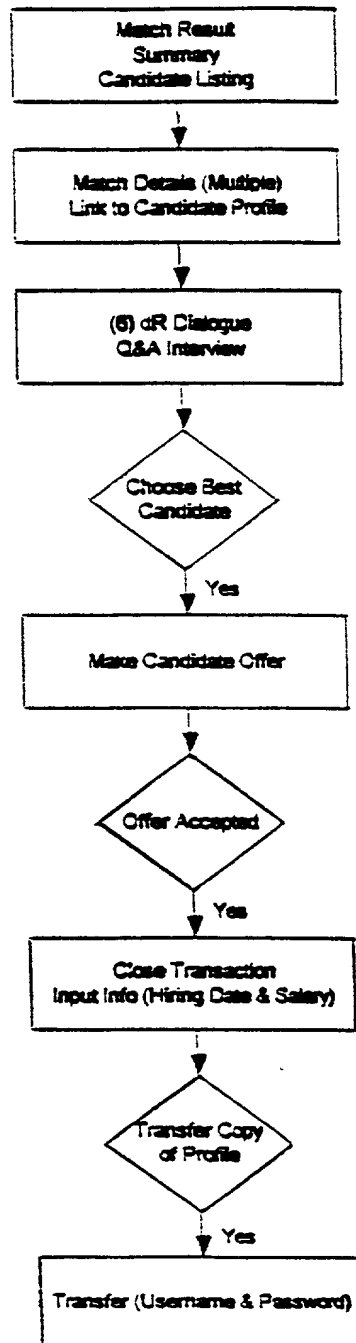 Match Result
Summary
Candidate Listing
Match Details (Multiple)
Link to Candidate Profile
(6) dR Dialogue
Q&A Interview
Choose Best
Candidate
Yes
Make Candidate Offer
Offer Accepted
Yes
Close Transaction
Input Info (Hiring Date & Salary)
Transfer Copy
of Profile
Yes
Transfer (Username & Password)